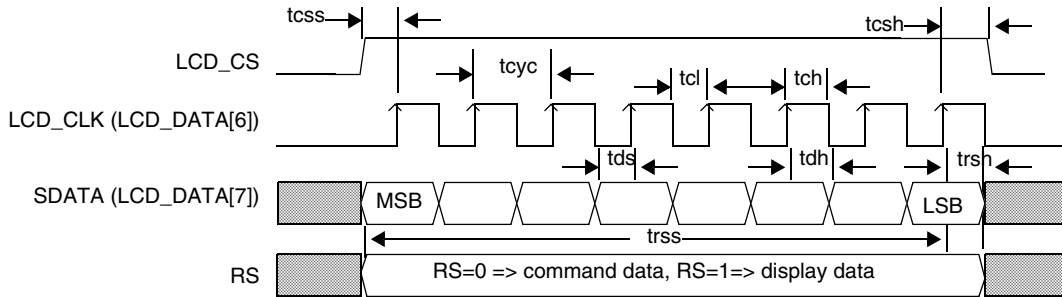 tcss
tcsh
LCD_CS
tcyc
tcl
tch
LCD_CLK (LCD_DATA[6])
tds
tdh
trsh
SDATA (LCD_DATA[7])
MSB
LSB
trss
RS
RS=0 => command data, RS=1=> display data